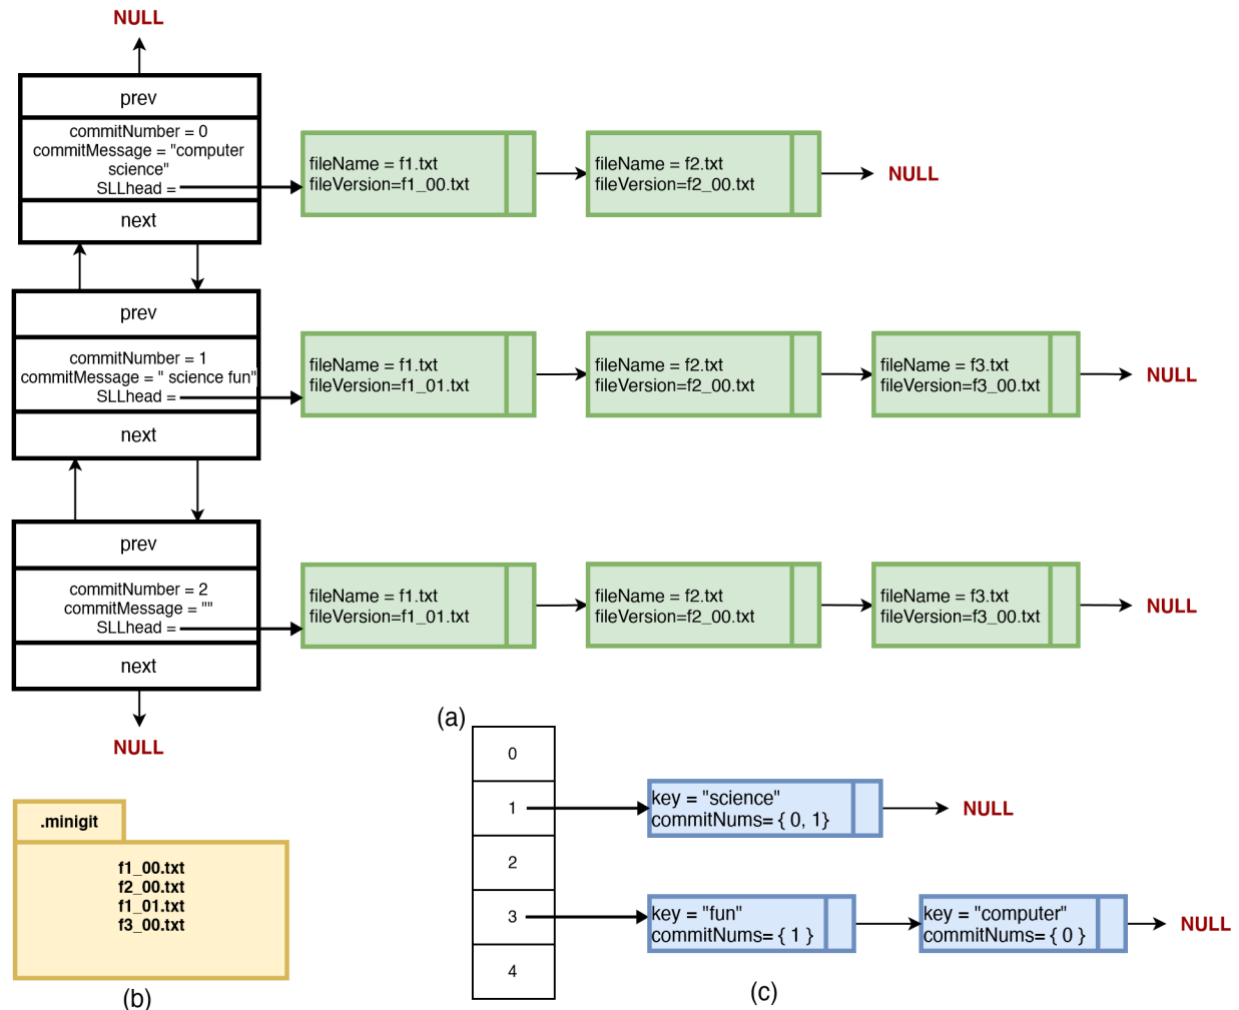 NULL
prev
commitNumber = 0
commitMessage = "computer
science"
SLLhead =
next
fileName = f1.txt
fileVersion=f1_00.txt
fileName = f2.txt
fileVersion=f2_00.txt
NULL
prev
commitNumber = 1
commitMessage = " science fun"
SLLhead =
next
fileName = f1.txt
fileVersion=f1_01.txt
fileName = f2.txt
fileVersion=f2_00.txt
fileName = f3.txt
fileVersion=f3_00.txt
NULL
prev
commitNumber = 2
commitMessage = ""
SLLhead =
next
fileName = f1.txt
fileVersion=f1_01.txt
fileName = f2.txt
fileVersion=f2_00.txt
fileName = f3.txt
fileVersion=f3_00.txt
NULL
NULL
(a)
.minigit
f1_00.txt
f2_00.txt
f1_01.txt
f3_00.txt
(b)
0
1
2
3
4
key = "science"
commitNums= { 0, 1}
NULL
key = "fun"
commitNums= { 1 }
key = "computer"
commitNums= { 0 }
NULL
(c)